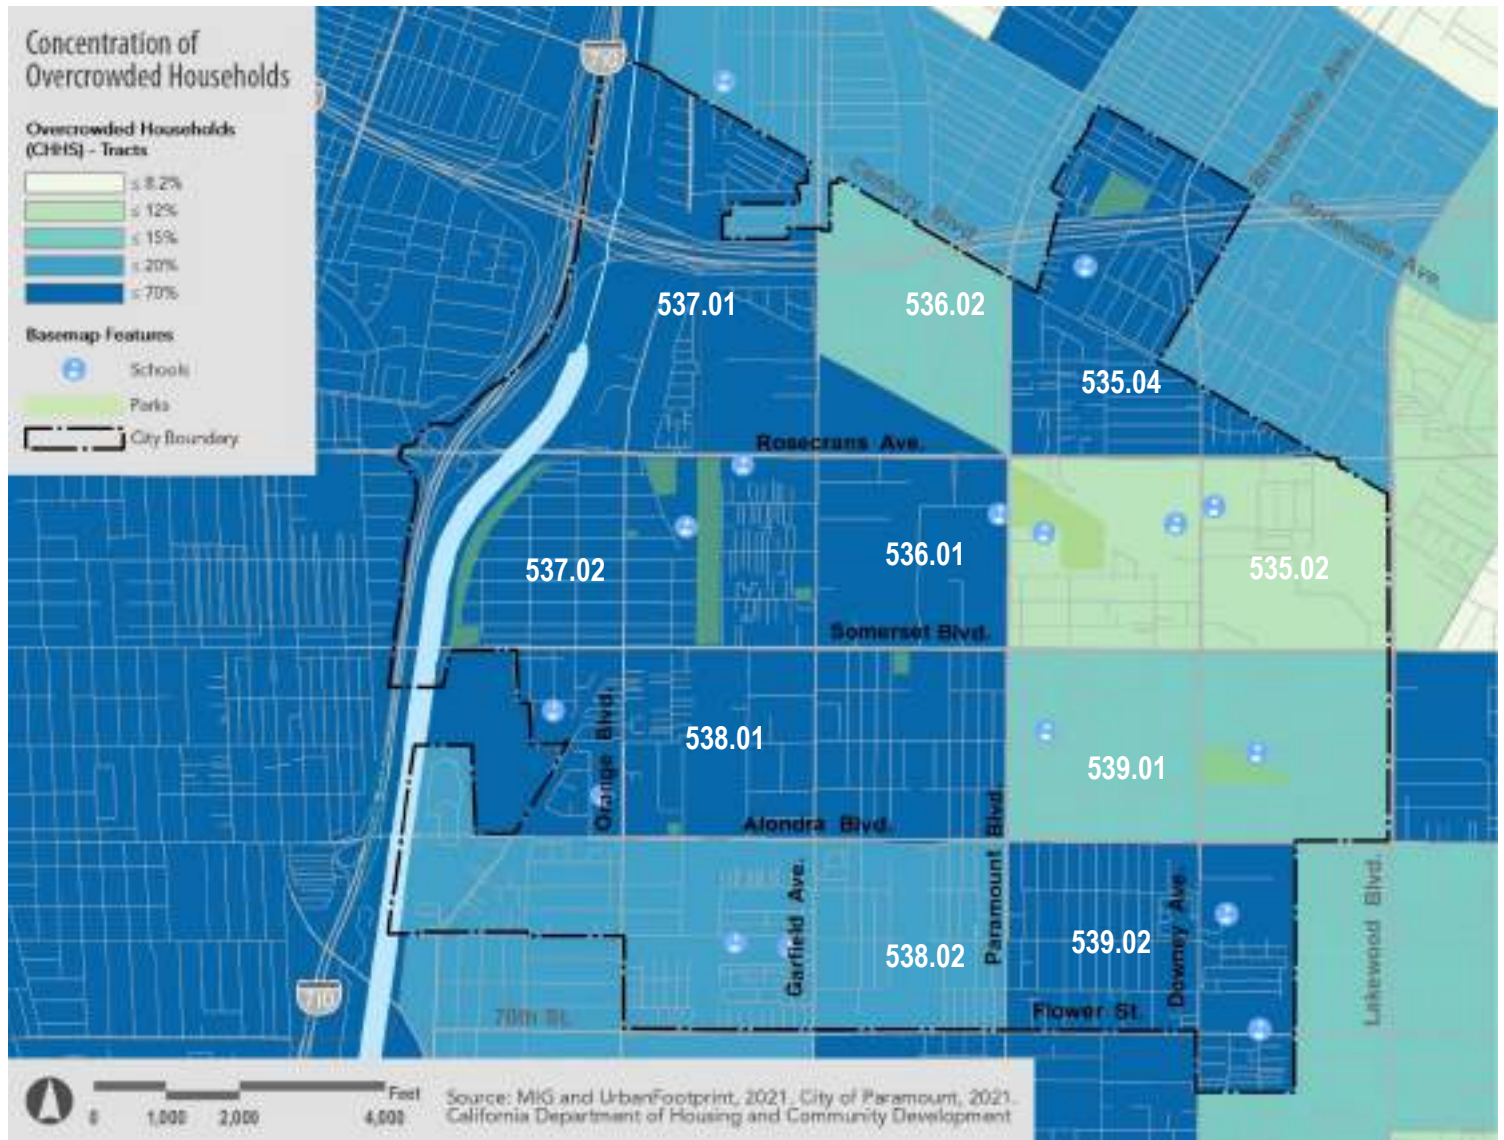 Concentration of
Overcrowded Households
Overcrowded Households
(CHHS) - Tracts
≤ 8.2%
≤ 12%
≤ 15%
≤ 20%
≤ 70%
Basemap Features
Schools
Parks
City Boundary
710
Century Blvd.
Gardendale Ave.
537.01
536.02
535.04
Rosecrans Ave.
537.02
536.01
535.02
Somerset Blvd.
Orange Blvd.
538.01
539.01
Alondra Blvd.
Paramount Blvd.
Garfield Ave.
538.02
539.02
Downey Ave.
Lakewood Blvd.
Flower St.
70th St.
710
0 1,000 2,000 4,000
Feet
Source: MIG and UrbanFootprint, 2021, City of Paramount, 2021.
California Department of Housing and Community Development